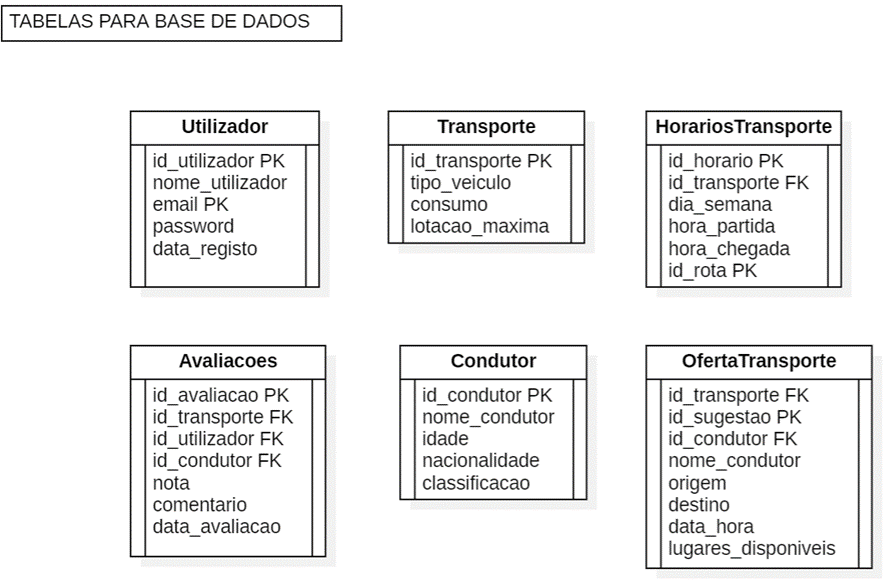 TABELAS PARA BASE DE DADOS
Utilizador
id_utilizador PK
nome_utilizador
email PK
password
data_registo
Transporte
id_transporte PK
tipo_veiculo
consumo
lotacao_maxima
HorariosTransporte
id_horario PK
id_transporte FK
dia_semana
hora_partida
hora_chegada
id_rota PK
Avaliacoes
id_avaliacao PK
id_transporte FK
id_utilizador FK
id_condutor FK
nota
comentario
data_avaliacao
Condutor
id_condutor PK
nome_condutor
idade
nacionalidade
classificacao
OfertaTransporte
id_transporte FK
id_sugestao PK
id_condutor FK
nome_condutor
origem
destino
data_hora
lugares_disponiveis